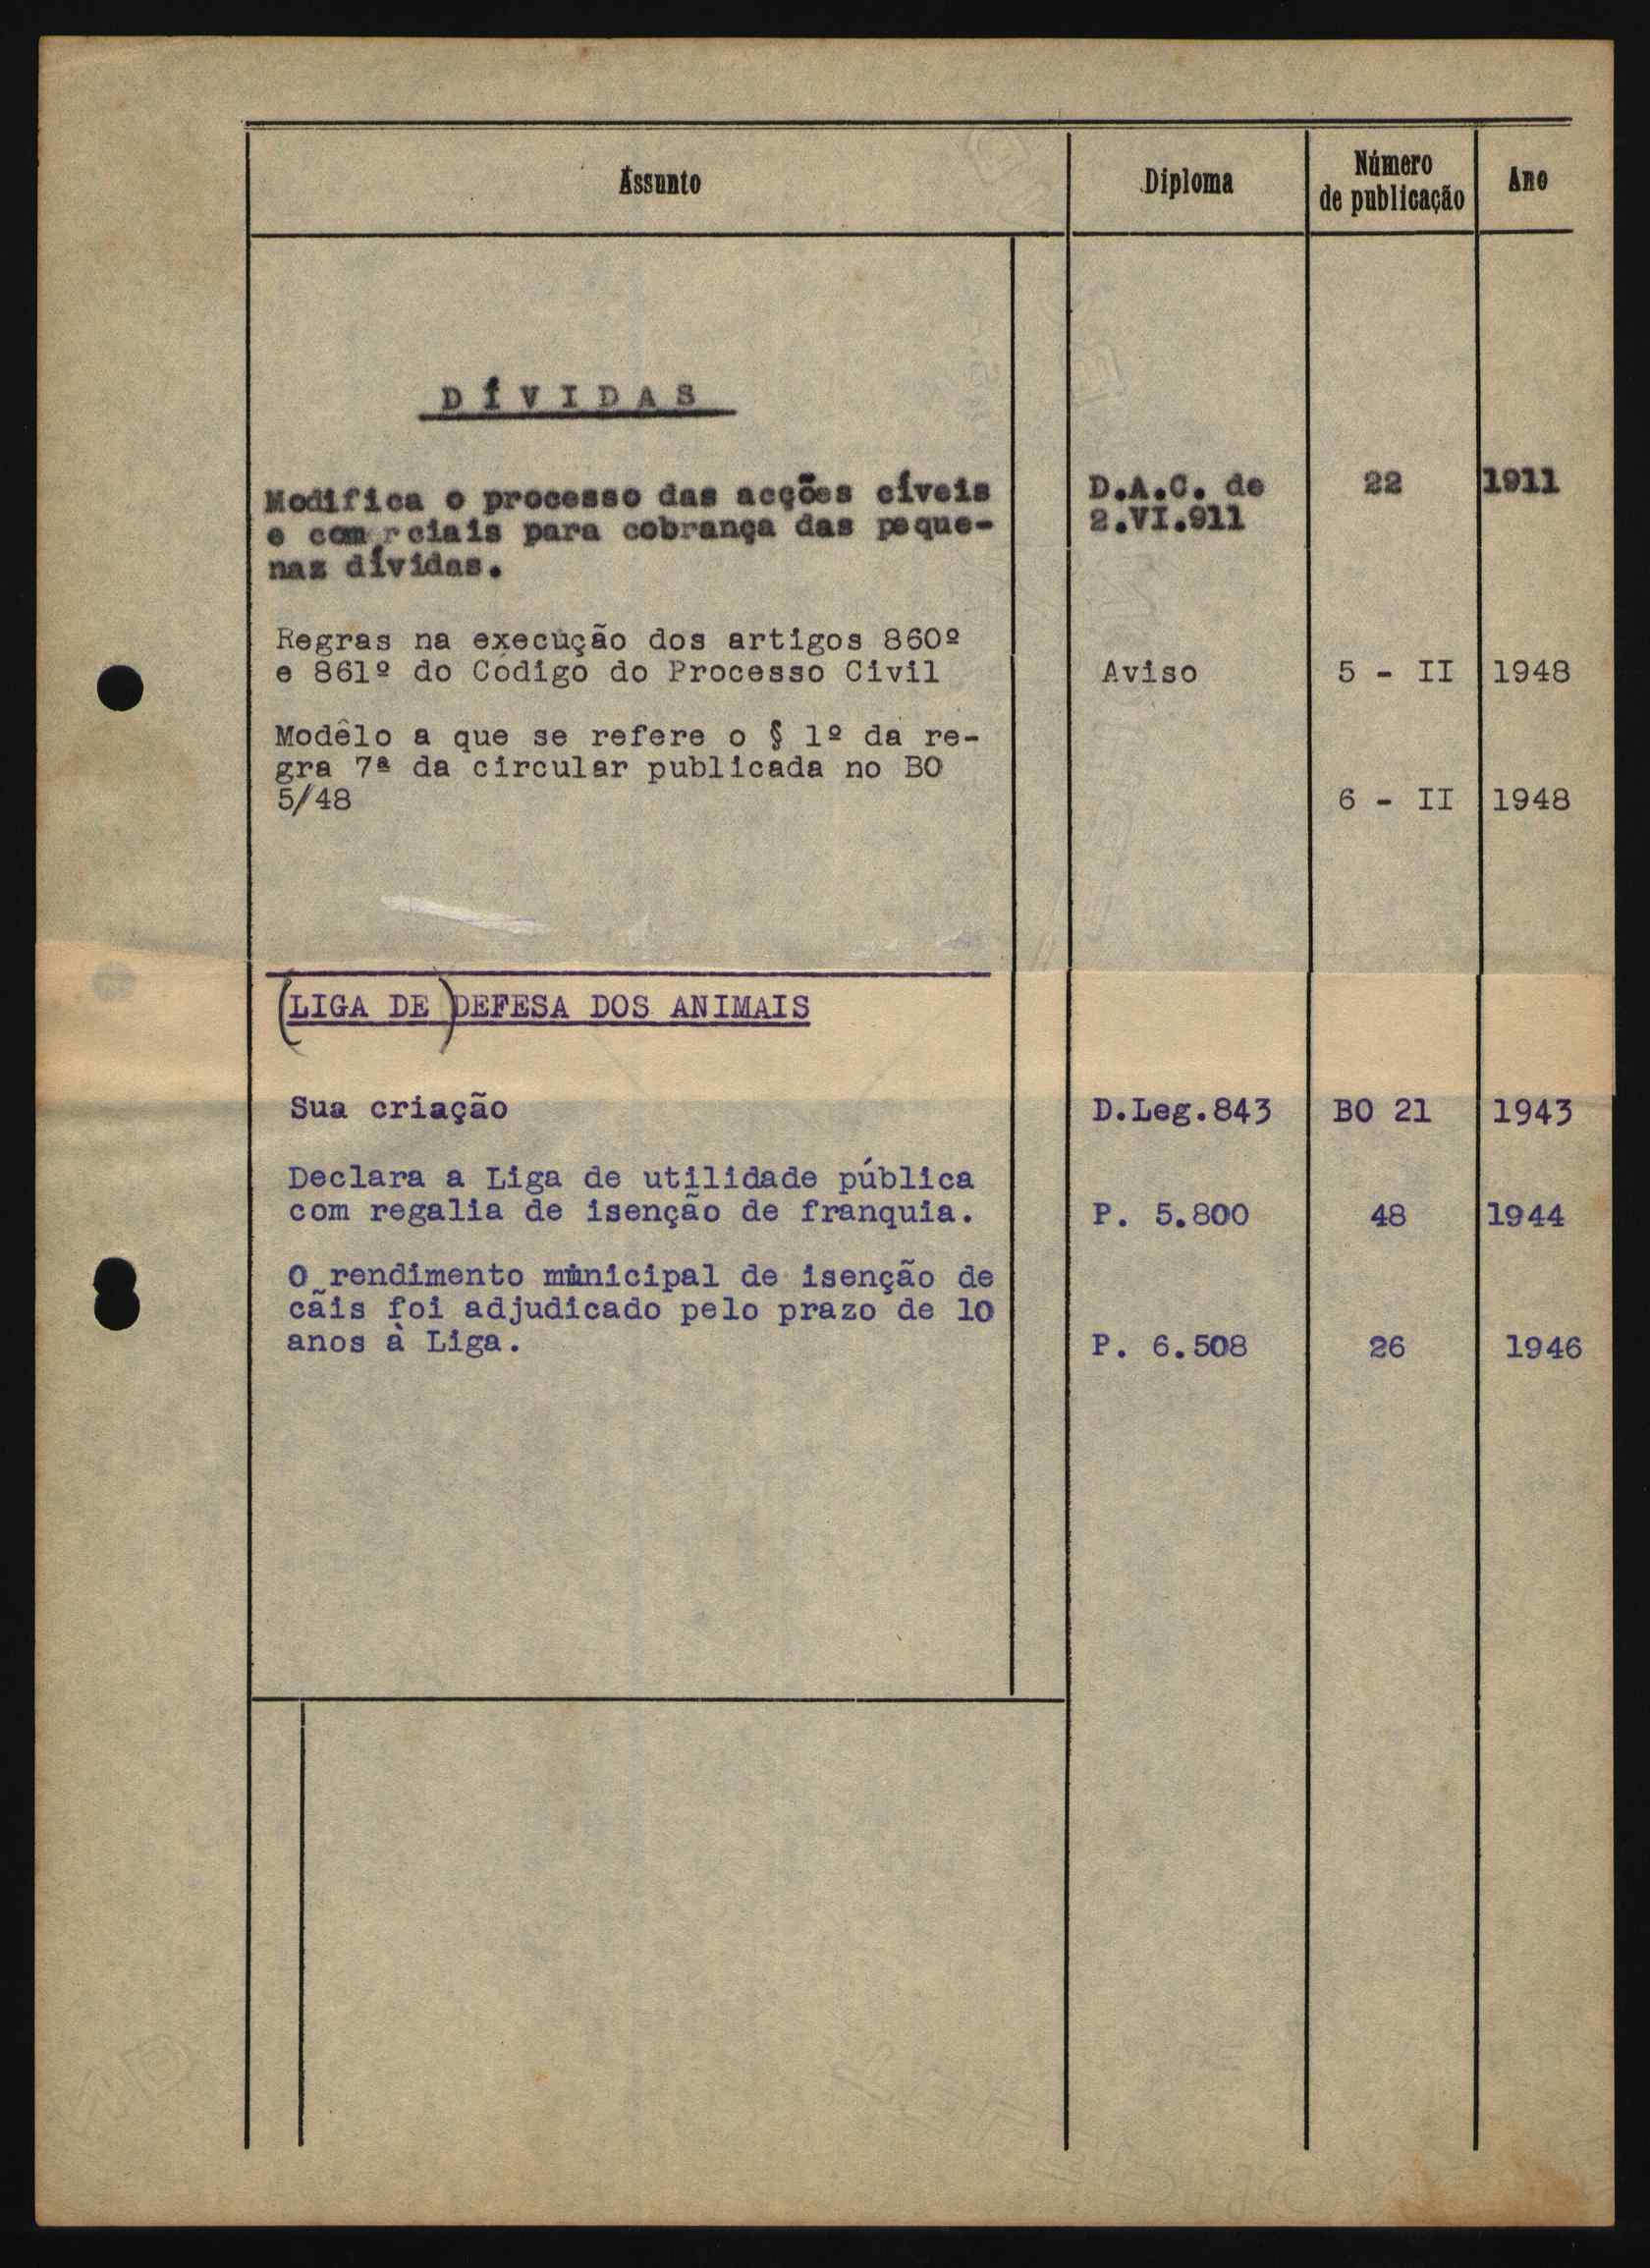 Assunto Diploma Número de publicação Ano
DÍVIDAS
Modifica o processo das acções cíveis D.A.C. de 22 1911
e comerciais para cobrança das peque- 2.VI.911
nas dívidas.
Regras na execução dos artigos 860º
e 861º do Código do Processo Civil Aviso 5 - II 1948
Modêlo a que se refere o § 1º da re-
gra 7ª da circular publicada no BO
5/48 6 - II 1948
(LIGA DE) DEFESA DOS ANIMAIS
Sua criação D.Leg.843 BO 21 1943
Declara a Liga de utilidade pública
com regalia de isenção de franquia. P. 5.800 48 1944
O rendimento municipal de isenção de
cãis foi adjudicado pelo prazo de 10
anos à Liga. P. 6.508 26 1946